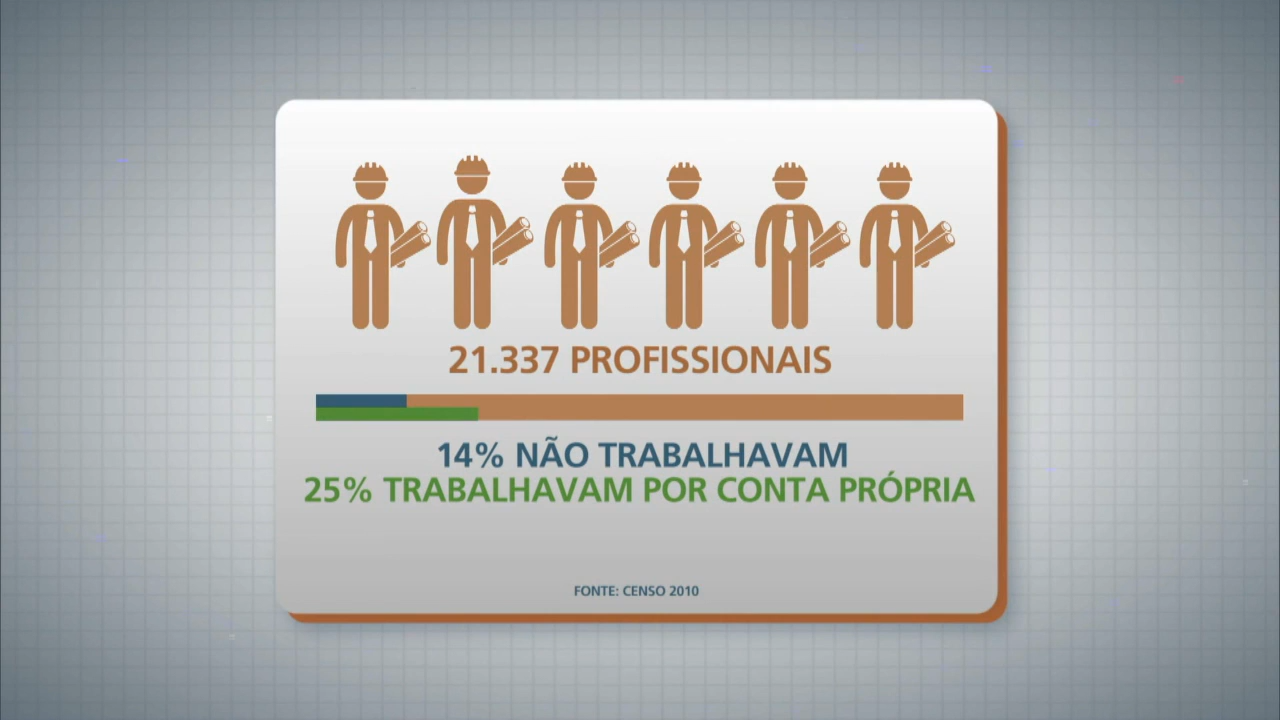 21.337 PROFISSIONAIS
14% NÃO TRABALHAVAM
25% TRABALHAVAM POR CONTA PRÓPRIA
FONTE: CENSO 2010